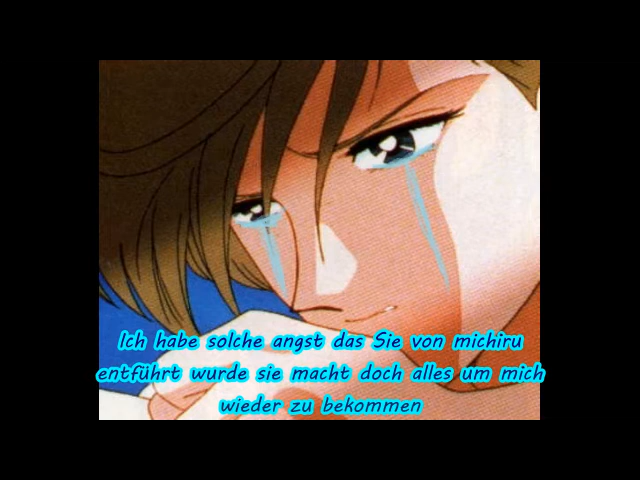 Ich habe solche angst das Sie von michiru
entführt wurde sie macht doch alles um mich
wieder zu bekommen